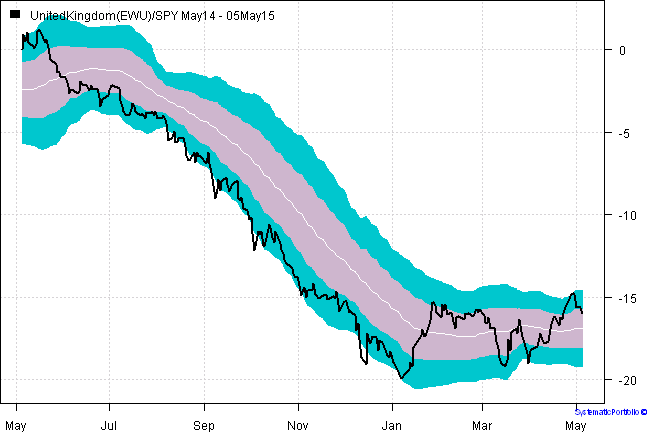 UnitedKingdom(EWU)/SPY May14 - 05May15
0
-5
-10
-15
-20
SystematicPortfolio ©
May Jul Sep Nov Jan Mar May